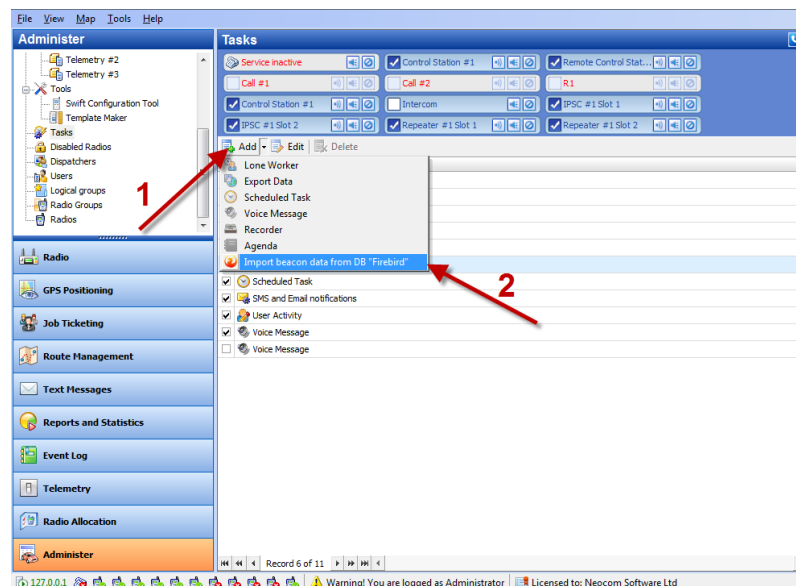 File View Map Tools Help
Administer
Telemetry #2
Telemetry #3
Tools
Swift Configuration Tool
Template Maker
Tasks
Disabled Radios
Dispatchers
Users
Logical groups
Radio Groups
Radios
Radio
GPS Positioning
Job Ticketing
Route Management
Text Messages
Reports and Statistics
Event Log
Telemetry
Radio Allocation
Administer
Tasks
Service inactive Control Station #1 Remote Control Stat...
Call #1 Call #2 R1
Control Station #1 Intercom IPSC #1 Slot 1
IPSC #1 Slot 2 Repeater #1 Slot 1 Repeater #1 Slot 2
Add Edit Delete
1
Lone Worker
Export Data
Scheduled Task
Voice Message
Recorder
Agenda
Import beacon data from DB "Firebird"
2
Scheduled Task
SMS and Email notifications
User Activity
Voice Message
Voice Message
Record 6 of 11
127.0.0.1 Warning! You are logged as Administrator Licensed to: Neocom Software Ltd